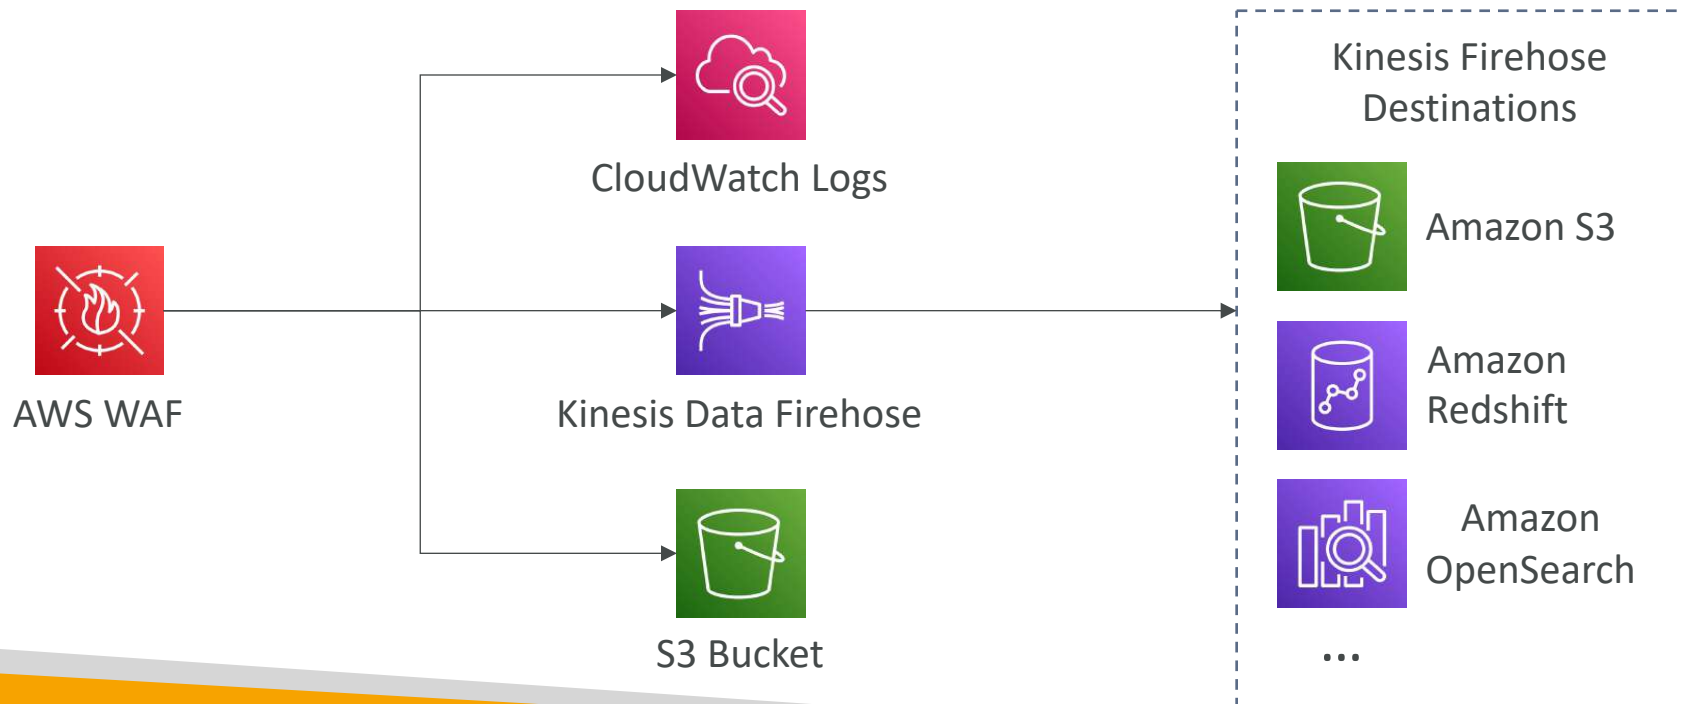 CloudWatch Logs
AWS WAF
Kinesis Data Firehose
S3 Bucket
Kinesis Firehose
Destinations
Amazon S3
Amazon
Redshift
Amazon
OpenSearch
...